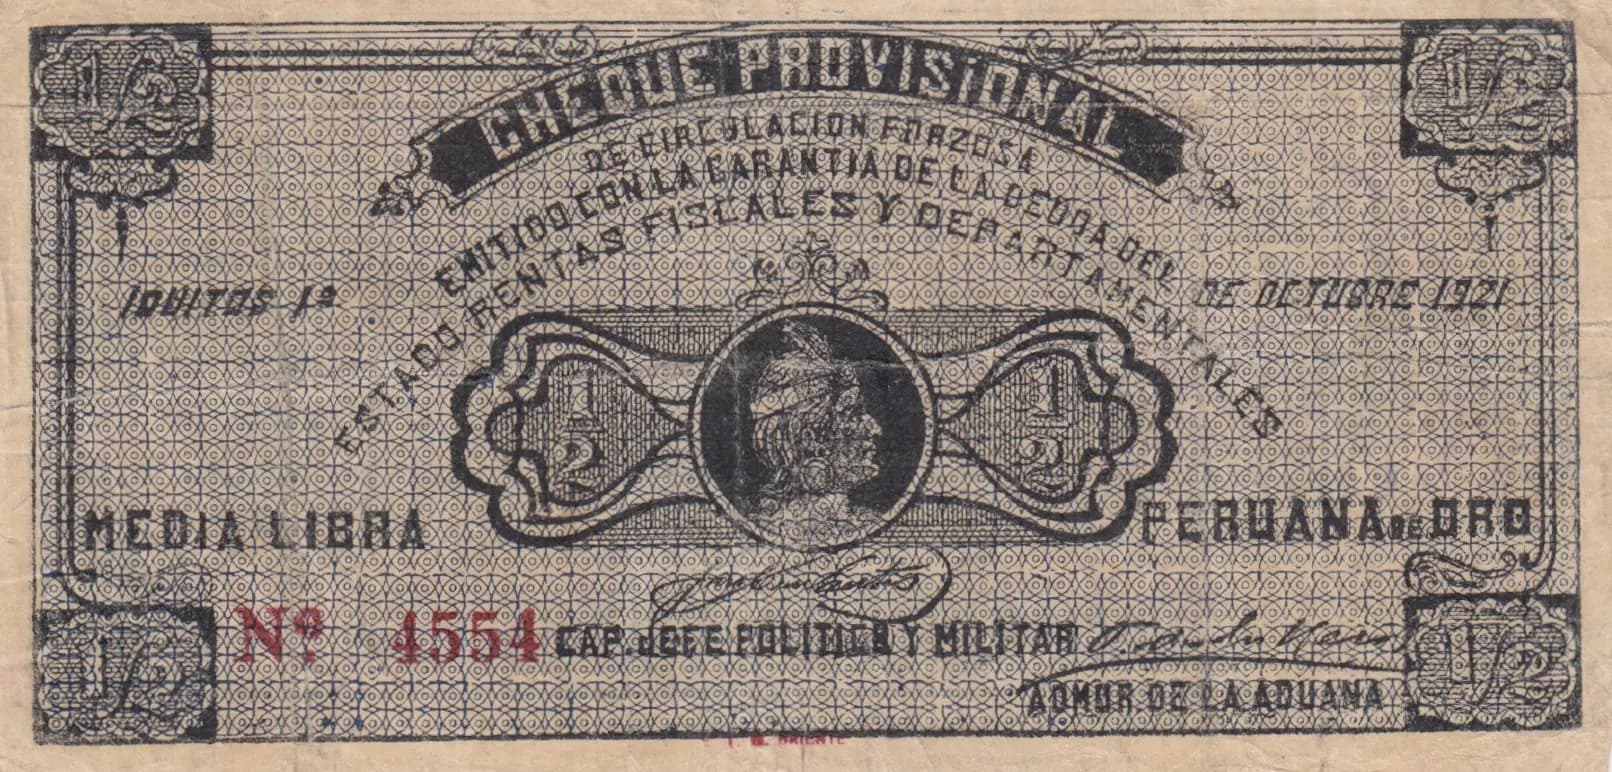 1/2 1/2
CHEQUE PROVISIONAL
DE CIRCULACION FORZOSA
EMITIDO CON LA GARANTIA DE LA DEUDA DEL
ESTADO RENTAS FISCALES Y DEPARTAMENTALES
IQUITOS 1º DE OCTUBRE 1921
1/2 1/2
MEDIA LIBRA PERUANA DE ORO
Nº 4554 CAP. JEFE POLITICO Y MILITAR
ADMOR DE LA ADUANA
1/2 1/2
ORIENTE